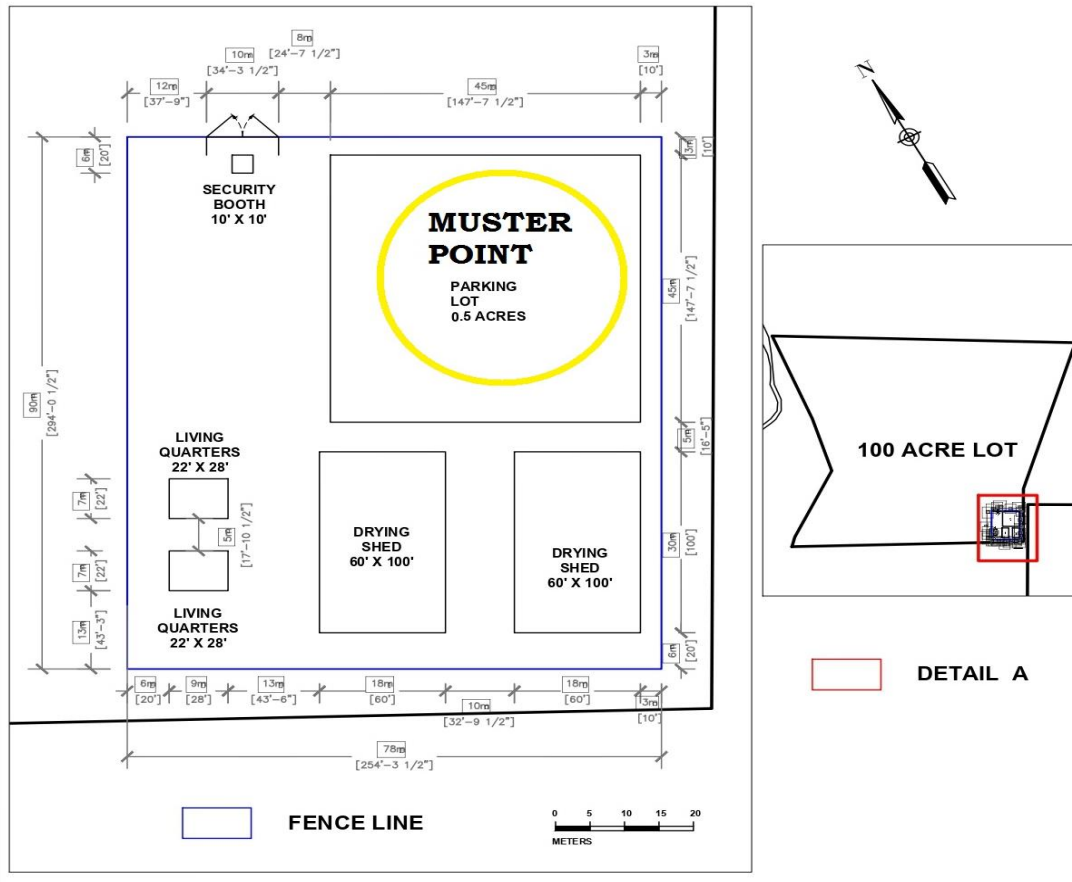 8m
[24'-7 1/2"]
10m
[34'-3 1/2"]
3m
[10']
12m
[37'-9"]
45m
[147'-7 1/2"]
N
6m
[20']
3m
[10']
SECURITY
BOOTH
10' X 10'
MUSTER
POINT
PARKING
LOT
0.5 ACRES
45m
[147'-7 1/2"]
90m
[294'-0 1/2"]
5m
[16'-5"]
LIVING
QUARTERS
22' X 28'
7m
[22']
5m
[17'-10 1/2"]
7m
[22']
LIVING
QUARTERS
22' X 28'
13m
[43'-3"]
DRYING
SHED
60' X 100'
DRYING
SHED
60' X 100'
30m
[100']
6m
[20']
6m
[20']
9m
[28']
13m
[43'-6"]
18m
[60']
10m
[32'-9 1/2"]
18m
[60']
3m
[10']
78m
[254'-3 1/2"]
FENCE LINE
0 5 10 15 20
METERS
100 ACRE LOT
DETAIL A